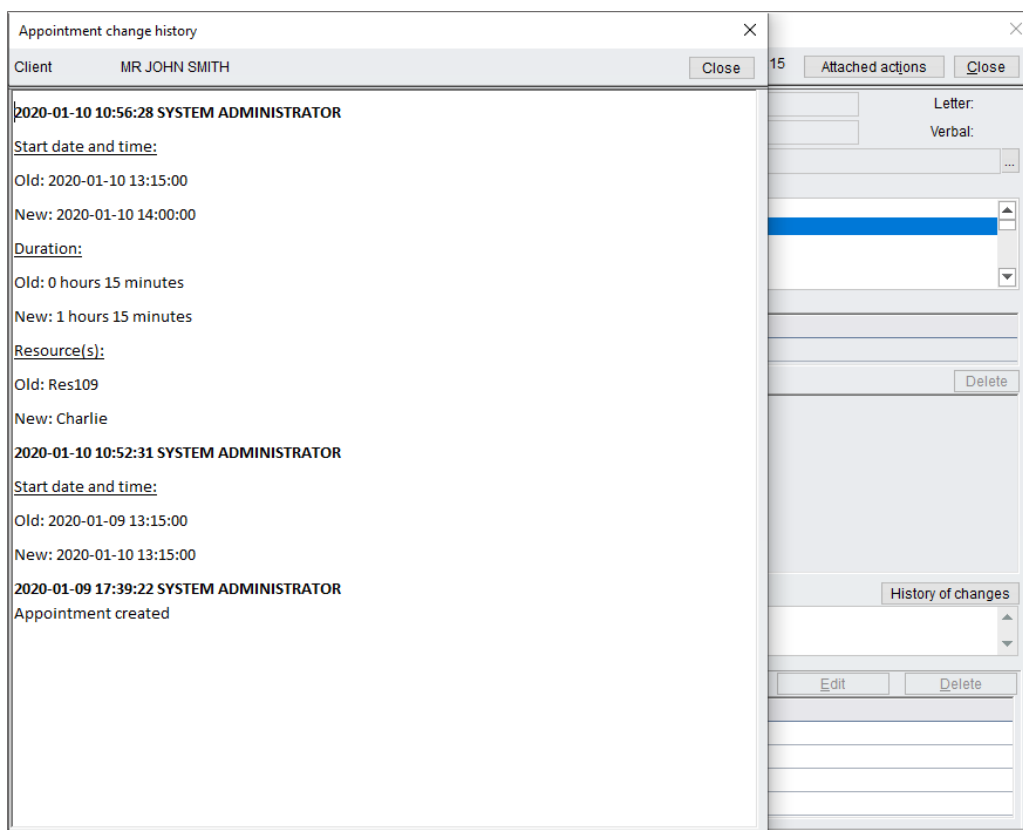 Appointment change history
Client MR JOHN SMITH Close
2020-01-10 10:56:28 SYSTEM ADMINISTRATOR
Start date and time:
Old: 2020-01-10 13:15:00
New: 2020-01-10 14:00:00
Duration:
Old: 0 hours 15 minutes
New: 1 hours 15 minutes
Resource(s):
Old: Res109
New: Charlie
2020-01-10 10:52:31 SYSTEM ADMINISTRATOR
Start date and time:
Old: 2020-01-09 13:15:00
New: 2020-01-10 13:15:00
2020-01-09 17:39:22 SYSTEM ADMINISTRATOR
Appointment created
15 Attached actions Close
Letter:
Verbal:
...
Delete
History of changes
Edit Delete